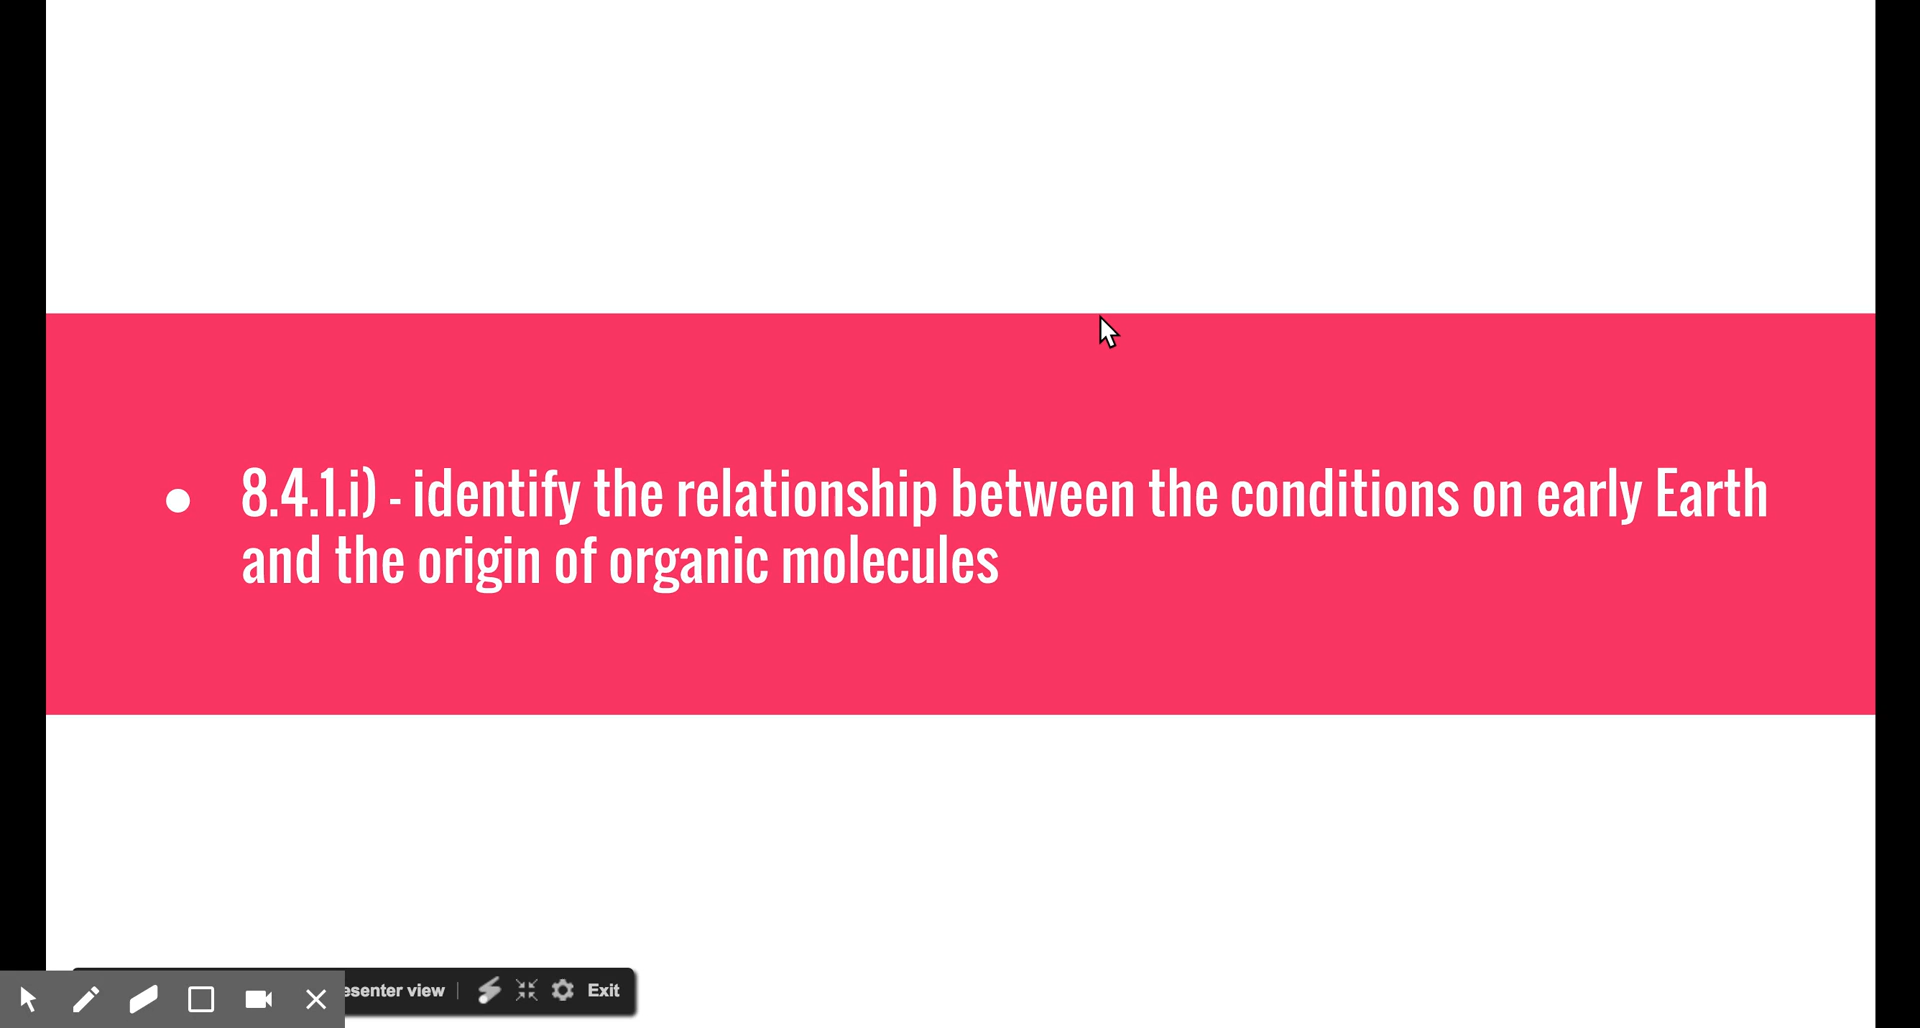 ● 8.4.1.i) - identify the relationship between the conditions on early Earth
and the origin of organic molecules
esenter view | Exit